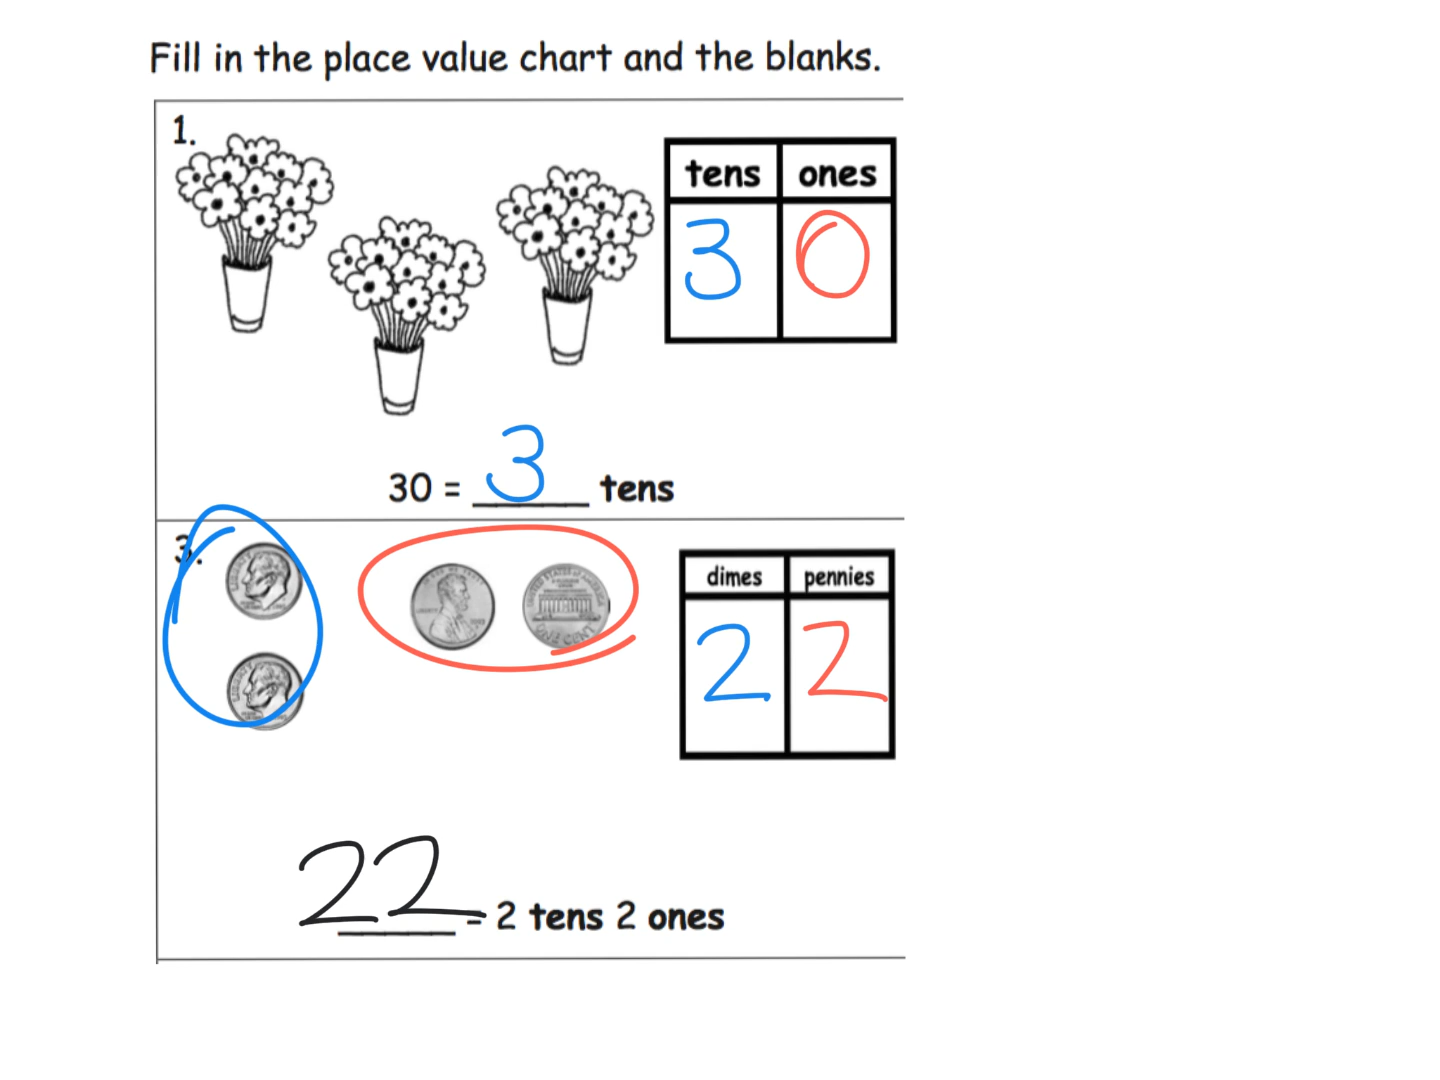 Fill in the place value chart and the blanks.
1.
tens ones
3 0
30 = 3 tens
3.
dimes pennies
2 2
22 = 2 tens 2 ones